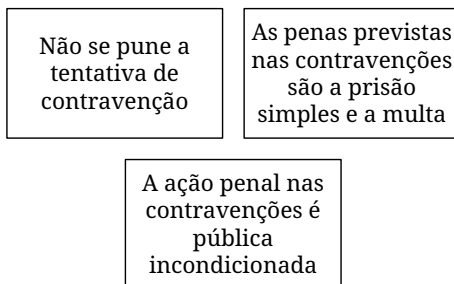 Não se pune a
tentativa de
contravenção
As penas previstas
nas contravenções
são a prisão
simples e a multa
A ação penal nas
contravenções é
pública
incondicionada